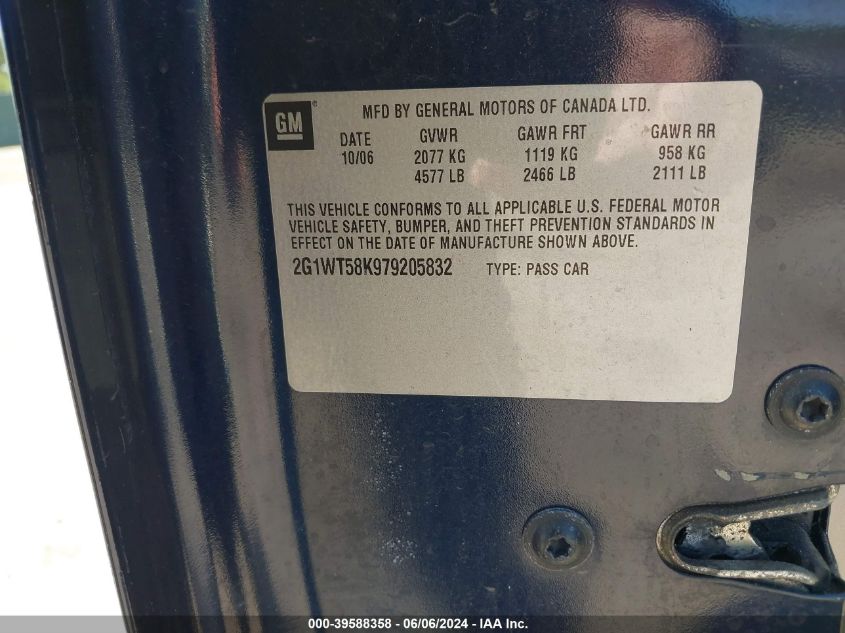 GM ® MFD BY GENERAL MOTORS OF CANADA LTD.
DATE GVWR GAWR FRT GAWR RR
10/06 2077 KG 1119 KG 958 KG
4577 LB 2466 LB 2111 LB
THIS VEHICLE CONFORMS TO ALL APPLICABLE U.S. FEDERAL MOTOR
VEHICLE SAFETY, BUMPER, AND THEFT PREVENTION STANDARDS IN
EFFECT ON THE DATE OF MANUFACTURE SHOWN ABOVE.
2G1WT58K979205832 TYPE: PASS CAR
000-39588358 - 06/06/2024 - IAA Inc.